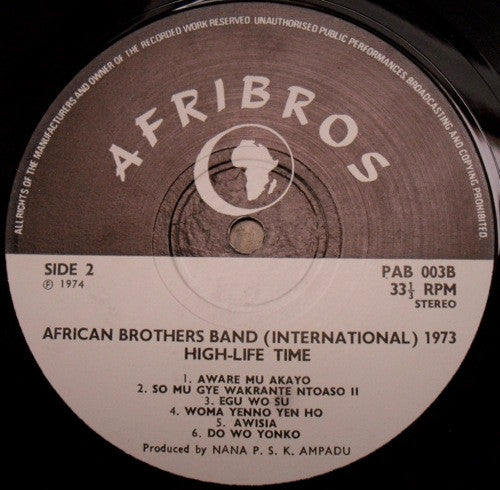 ALL RIGHTS OF THE MANUFACTURERS AND OWNER OF THE RECORDED WORK RESERVED UNAUTHORISED PUBLIC PERFORMANCES, BROADCASTING AND COPYING PROHIBITED
AFRIBROS
SIDE 2
℗ 1974
PAB 003B
33⅓ RPM
STEREO
AFRICAN BROTHERS BAND (INTERNATIONAL) 1973
HIGH-LIFE TIME
1. AWARE MU AKAYO
2. SO MU GYE WAKRANTE NTOASO II
3. EGU WO SU
4. WOMA YENNO YEN HO
5. AWISIA
6. DO WO YONKO
Produced by NANA P. S. K. AMPADU